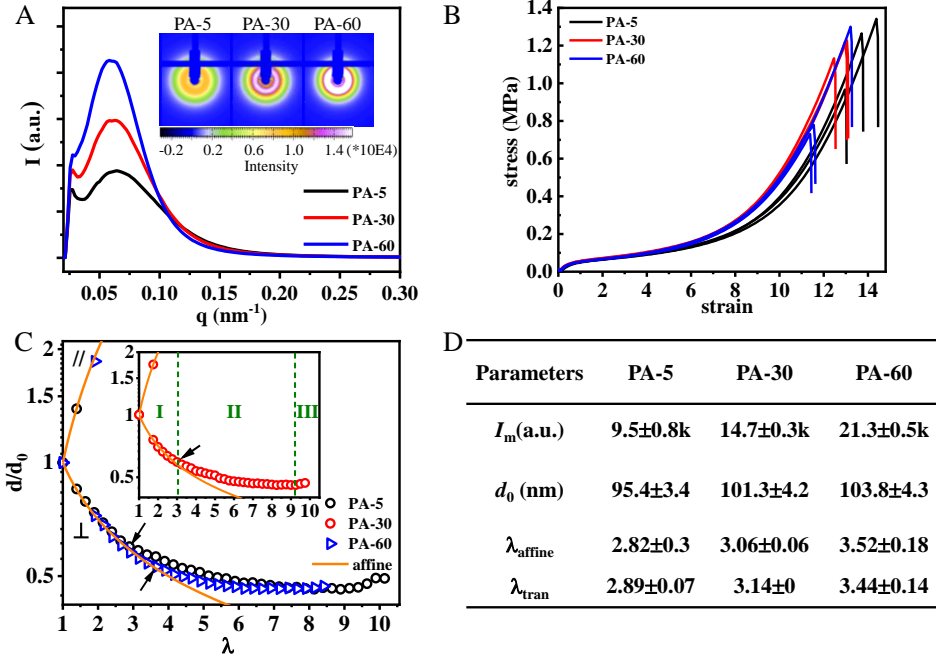 A
PA-5 PA-30 PA-60
-0.2 0.2 0.6 1.0 1.4 (*10E4)
Intensity
PA-5
PA-30
PA-60
I (a.u.)
0.05 0.10 0.15 0.20 0.25 0.30
q (nm⁻¹)
B
PA-5
PA-30
PA-60
stress (MPa)
1.4
1.2
1.0
0.8
0.6
0.4
0.2
0.0
0 2 4 6 8 10 12 14
strain
C
d/d₀
2
1.5
1
0.5
//
⊥
2
1.5
1
0.5
I II III
1 2 3 4 5 6 7 8 9 10
PA-5
PA-30
PA-60
affine
1 2 3 4 5 6 7 8 9 10
λ
D
Parameters PA-5 PA-30 PA-60
Iₘ(a.u.) 9.5±0.8k 14.7±0.3k 21.3±0.5k
d₀ (nm) 95.4±3.4 101.3±4.2 103.8±4.3
λaffine 2.82±0.3 3.06±0.06 3.52±0.18
λtran 2.89±0.07 3.14±0 3.44±0.14